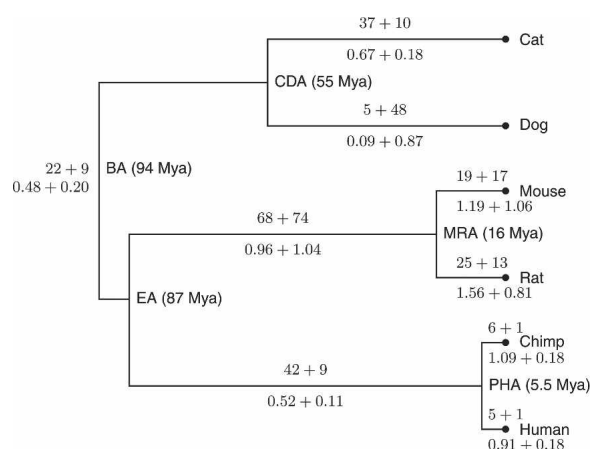 37 + 10
Cat
0.67 + 0.18
CDA (55 Mya)
5 + 48
Dog
0.09 + 0.87
22 + 9
BA (94 Mya)
0.48 + 0.20
19 + 17
Mouse
1.19 + 1.06
68 + 74
MRA (16 Mya)
0.96 + 1.04
25 + 13
Rat
1.56 + 0.81
EA (87 Mya)
6 + 1
Chimp
1.09 + 0.18
42 + 9
PHA (5.5 Mya)
0.52 + 0.11
5 + 1
Human
0.91 + 0.18